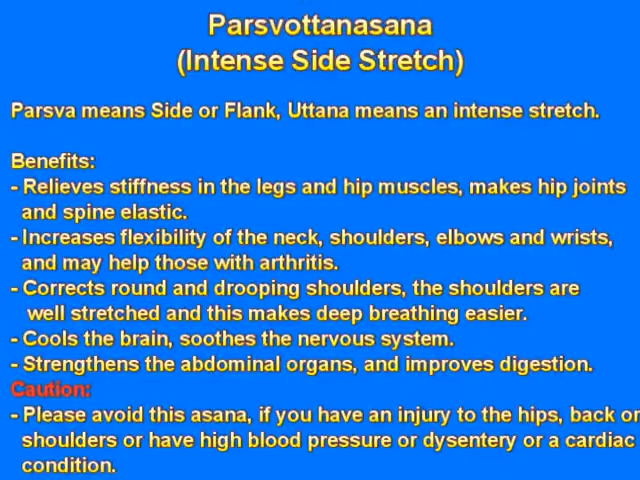 Parsvottanasana
(Intense Side Stretch)
Parsva means Side or Flank, Uttana means an intense stretch.
Benefits:
- Relieves stiffness in the legs and hip muscles, makes hip joints
and spine elastic.
- Increases flexibility of the neck, shoulders, elbows and wrists,
and may help those with arthritis.
- Corrects round and drooping shoulders, the shoulders are
well stretched and this makes deep breathing easier.
- Cools the brain, soothes the nervous system.
- Strengthens the abdominal organs, and improves digestion.
Caution:
- Please avoid this asana, if you have an injury to the hips, back or
shoulders or have high blood pressure or dysentery or a cardiac
condition.